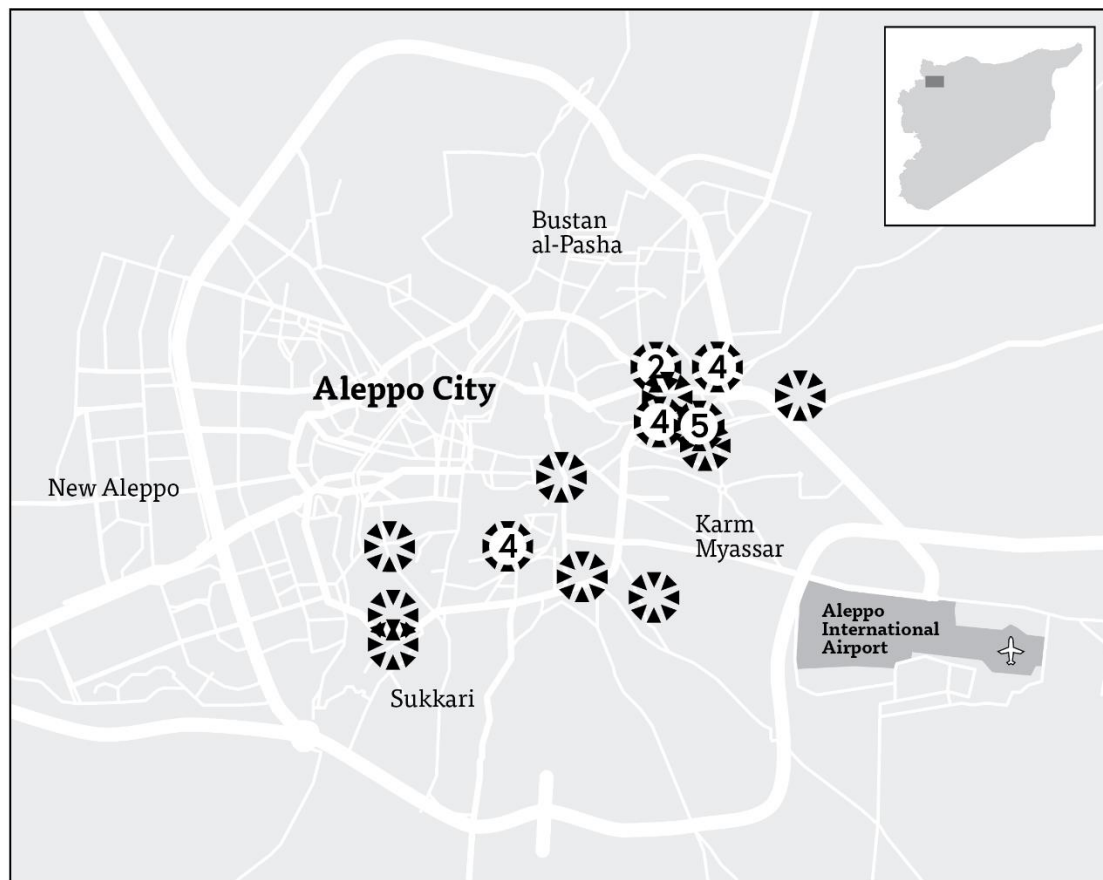 Bustan
al-Pasha
2
4
Aleppo City
4
5
New Aleppo
Karm
Myassar
4
Aleppo
International
Airport
Sukkari